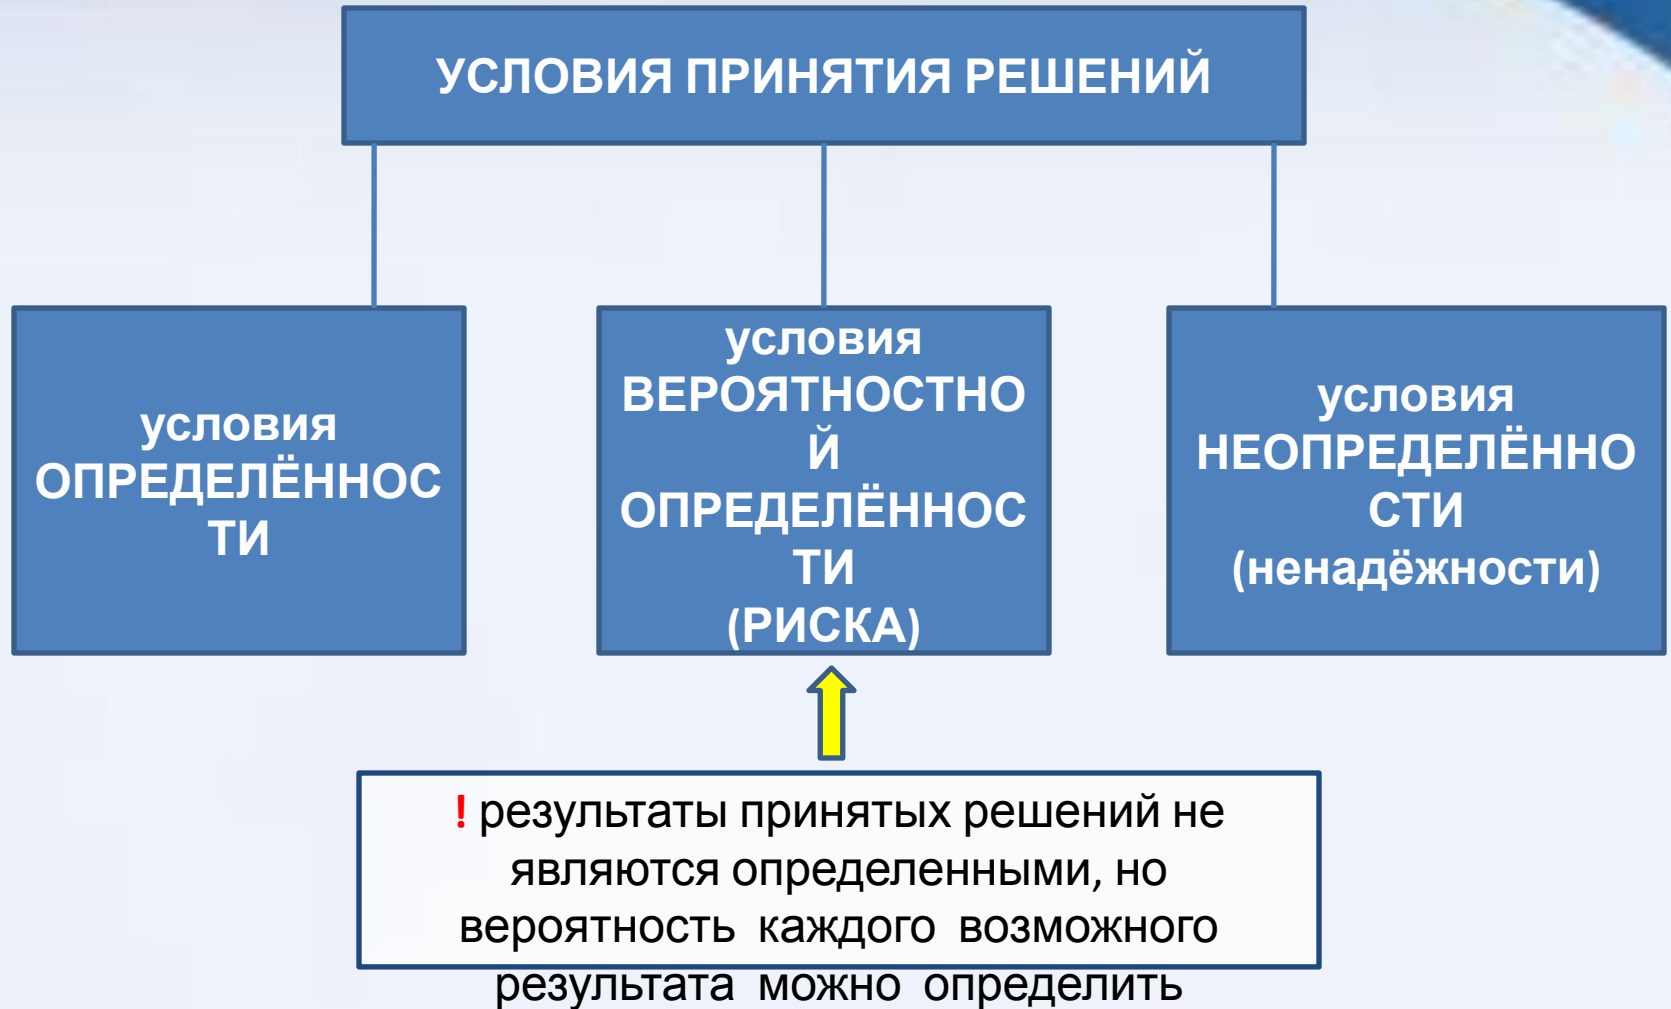 УСЛОВИЯ ПРИНЯТИЯ РЕШЕНИЙ
условия
ОПРЕДЕЛЁННОС
ТИ
условия
ВЕРОЯТНОСТНО
Й
ОПРЕДЕЛЁННОС
ТИ
(РИСКА)
условия
НЕОПРЕДЕЛЁННО
СТИ
(ненадёжности)
! результаты принятых решений не
являются определенными, но
вероятность каждого возможного
результата можно определить